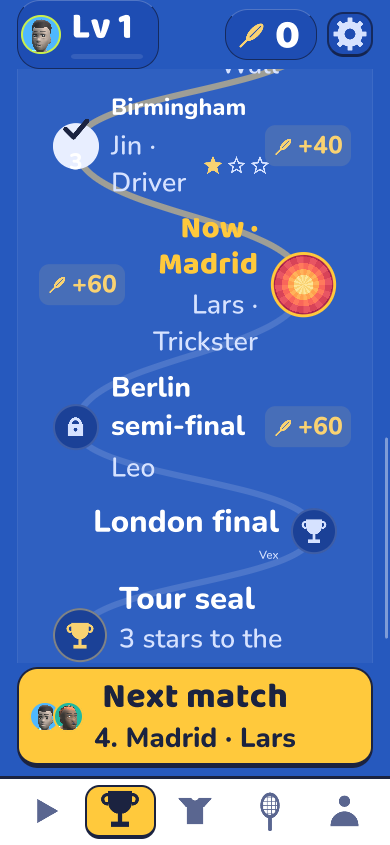 Lv 1
0
Birmingham
3
Jin ·
Driver
+40
Now ·
Madrid
+60
Lars ·
Trickster
Berlin
semi-final
+60
Leo
London final
Vex
Tour seal
3 stars to the
Next match
4. Madrid · Lars